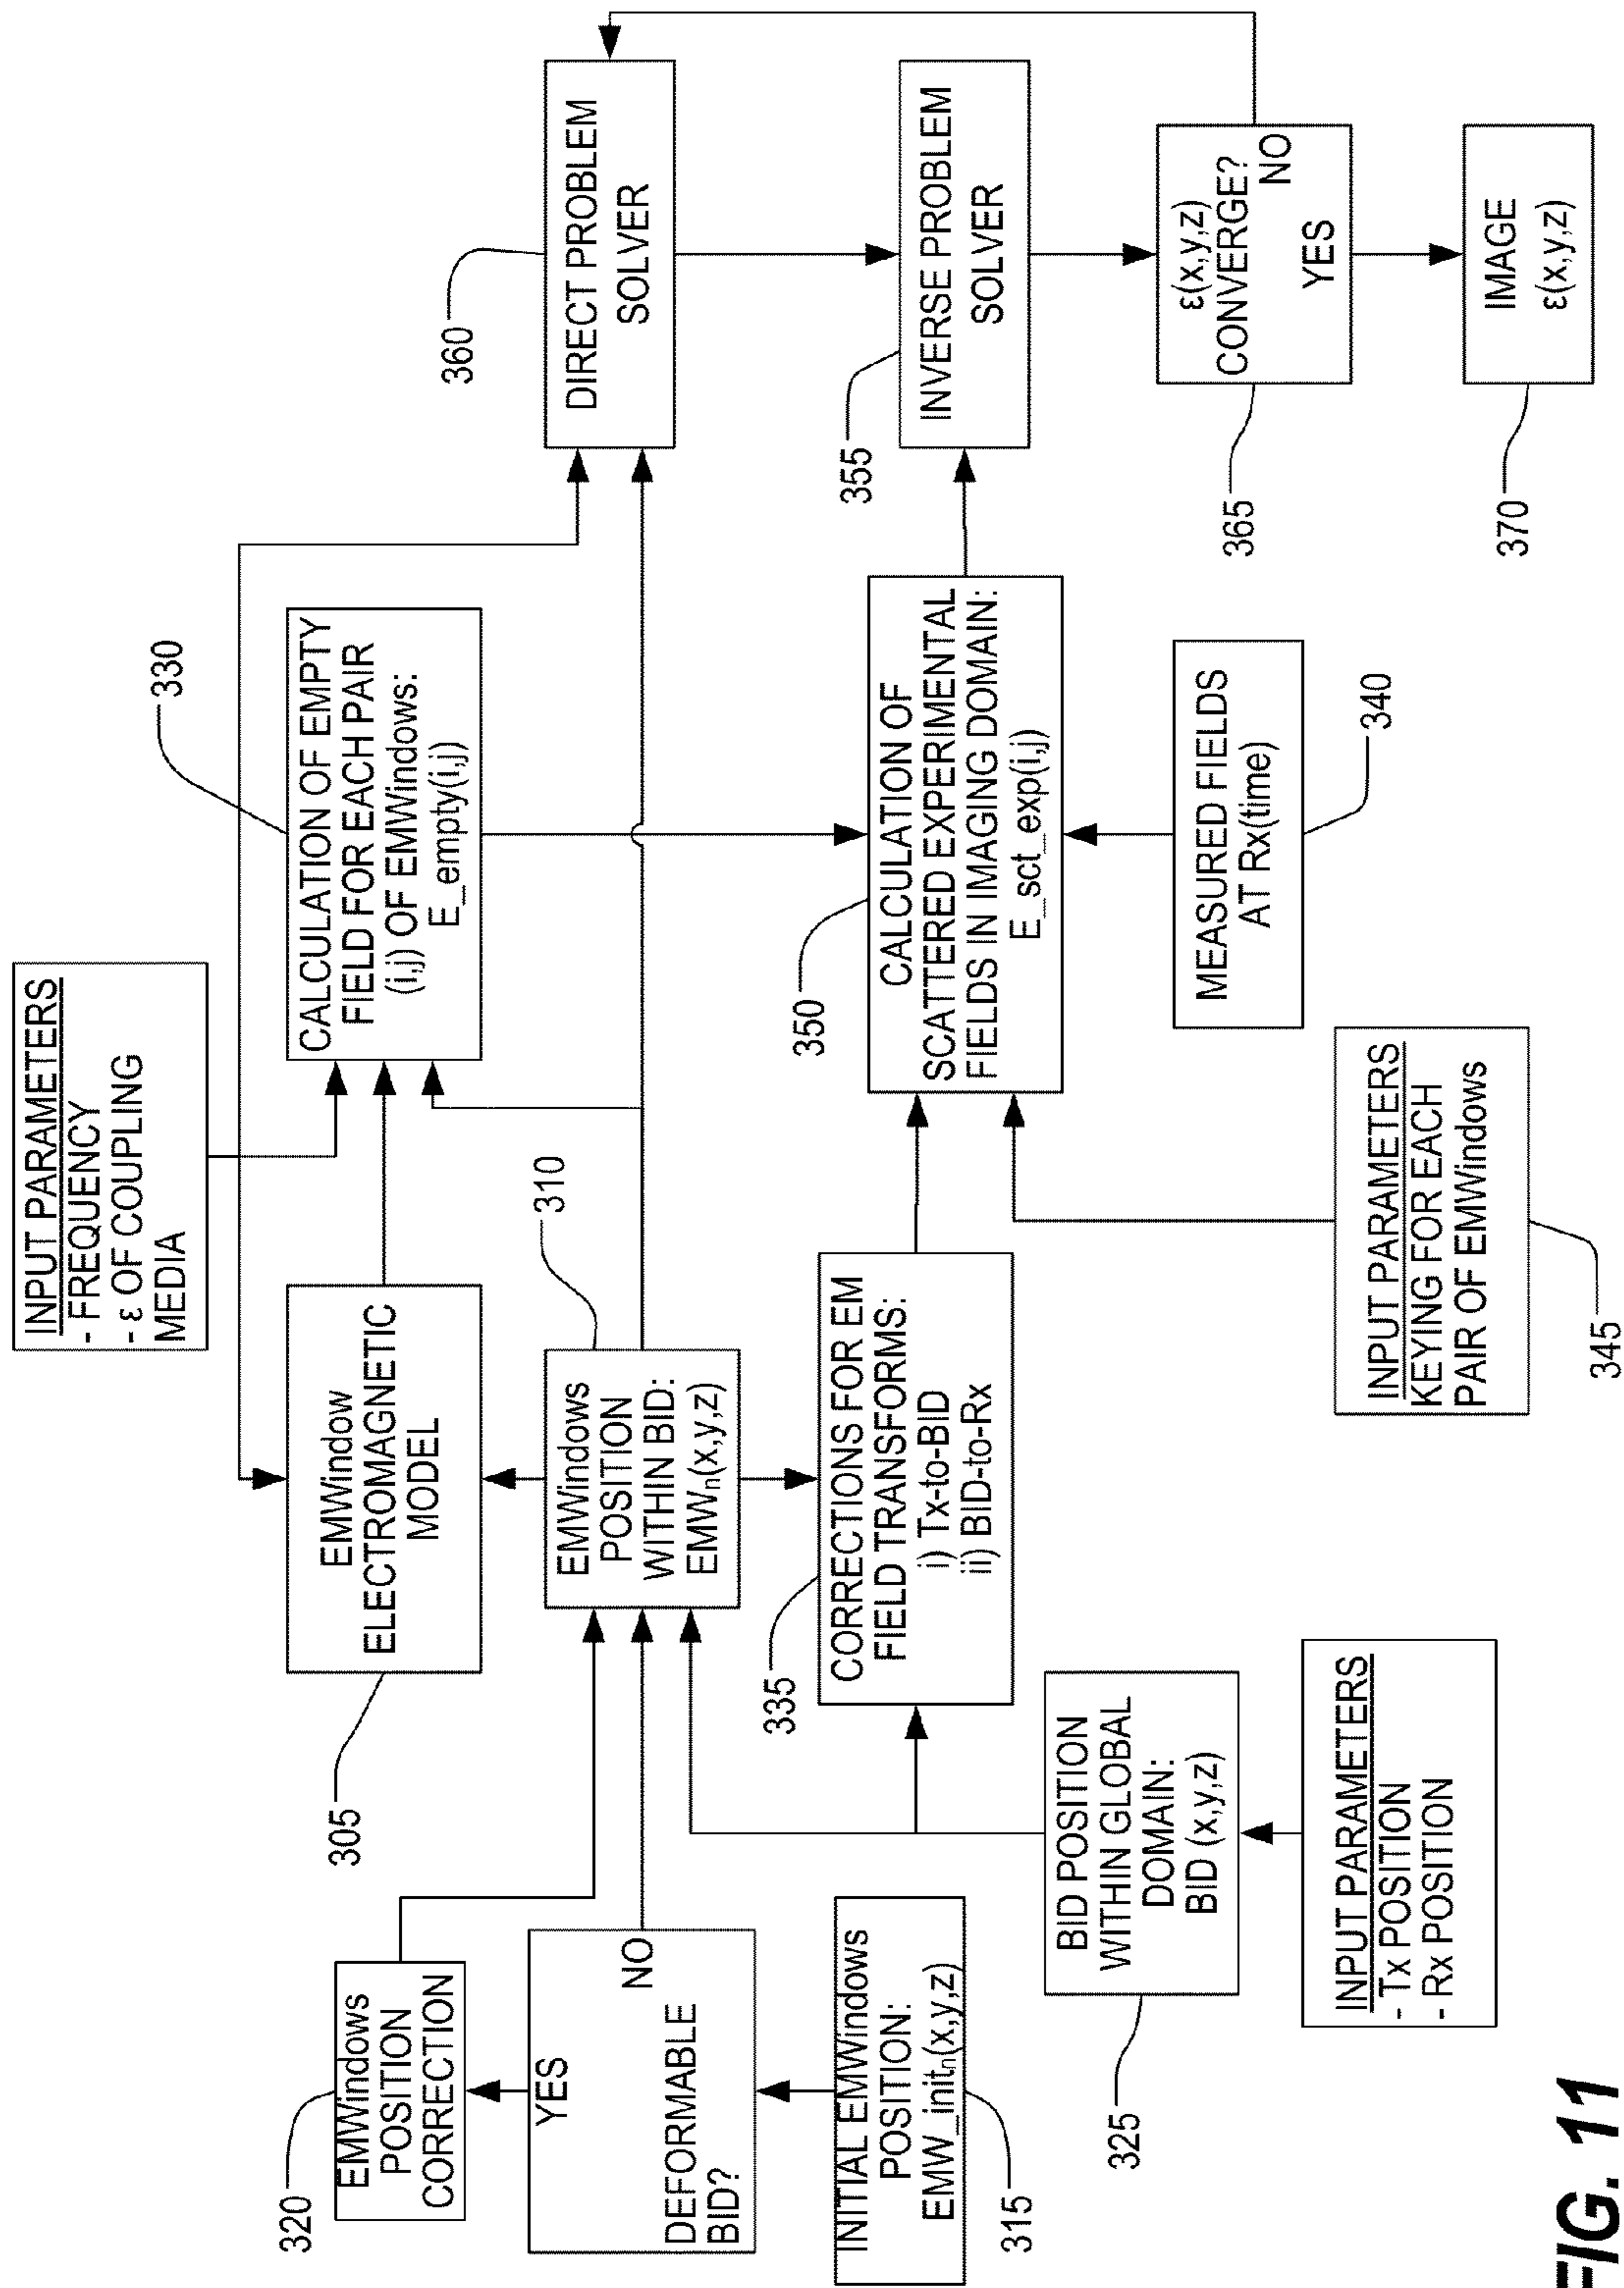 INPUT PARAMETERS
- FREQUENCY
- ε OF COUPLING
MEDIA
320
EMWindows
POSITION
CORRECTION
YES
NO
DEFORMABLE
BID?
INITIAL EMWindows
POSITION:
EMW_initₙ(x,y,z)
315
305
EMWindow
ELECTROMAGNETIC
MODEL
310
EMWindows
POSITION
WITHIN BID:
EMWₙ(x,y,z)
330
CALCULATION OF EMPTY
FIELD FOR EACH PAIR
(i,j) OF EMWindows:
E_empty(i,j)
335
CORRECTIONS FOR EM
FIELD TRANSFORMS:
i) Tx-to-BID
ii) BID-to-Rx
325
BID POSITION
WITHIN GLOBAL
DOMAIN:
BID (x,y,z)
INPUT PARAMETERS
- Tx POSITION
- Rx POSITION
350
CALCULATION OF
SCATTERED EXPERIMENTAL
FIELDS IN IMAGING DOMAIN:
E_sct_exp(i,j)
MEASURED FIELDS
AT Rx(time)
340
INPUT PARAMETERS
KEYING FOR EACH
PAIR OF EMWindows
345
360
DIRECT PROBLEM
SOLVER
355
INVERSE PROBLEM
SOLVER
365
ε(x,y,z)
CONVERGE?
NO
YES
370
IMAGE
ε(x,y,z)
FIG. 11